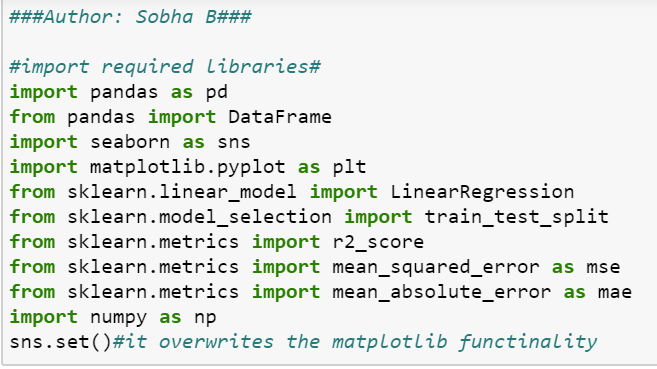 ###Author: Sobha B###
#import required libraries#
import pandas as pd
from pandas import DataFrame
import seaborn as sns
import matplotlib.pyplot as plt
from sklearn.linear_model import LinearRegression
from sklearn.model_selection import train_test_split
from sklearn.metrics import r2_score
from sklearn.metrics import mean_squared_error as mse
from sklearn.metrics import mean_absolute_error as mae
import numpy as np
sns.set()#it overwrites the matplotlib functinality